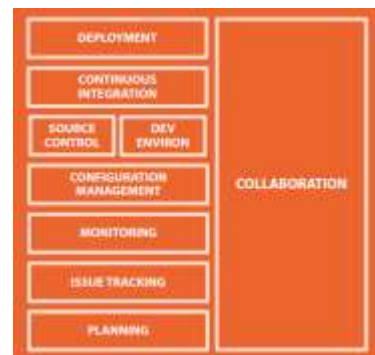 DEPLOYMENT
CONTINUOUS
INTEGRATION
SOURCE
CONTROL
DEV
ENVIRON
CONFIGURATION
MANAGEMENT
MONITORING
ISSUE TRACKING
PLANNING
COLLABORATION